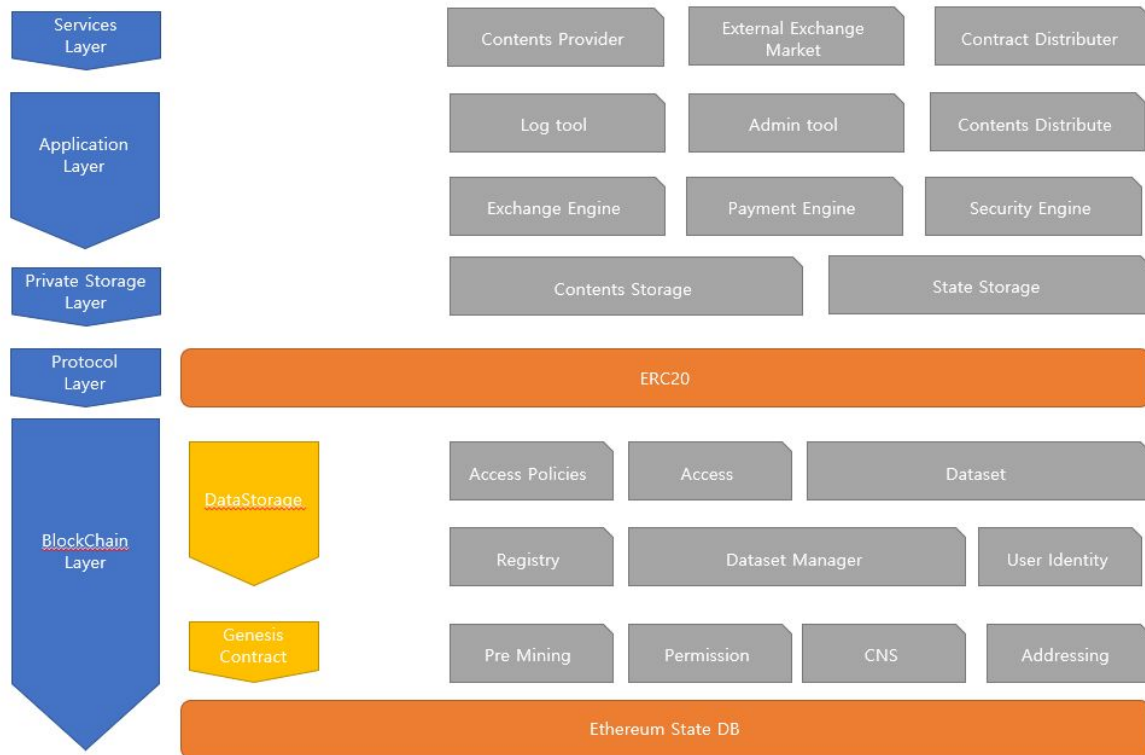 Services
Layer
Contents Provider
External Exchange
Market
Contract Distributer
Application
Layer
Log tool
Admin tool
Contents Distribute
Exchange Engine
Payment Engine
Security Engine
Private Storage
Layer
Contents Storage
State Storage
Protocol
Layer
ERC20
BlockChain
Layer
DataStorage
Access Policies
Access
Dataset
Registry
Dataset Manager
User Identity
Genesis
Contract
Pre Mining
Permission
CNS
Addressing
Ethereum State DB